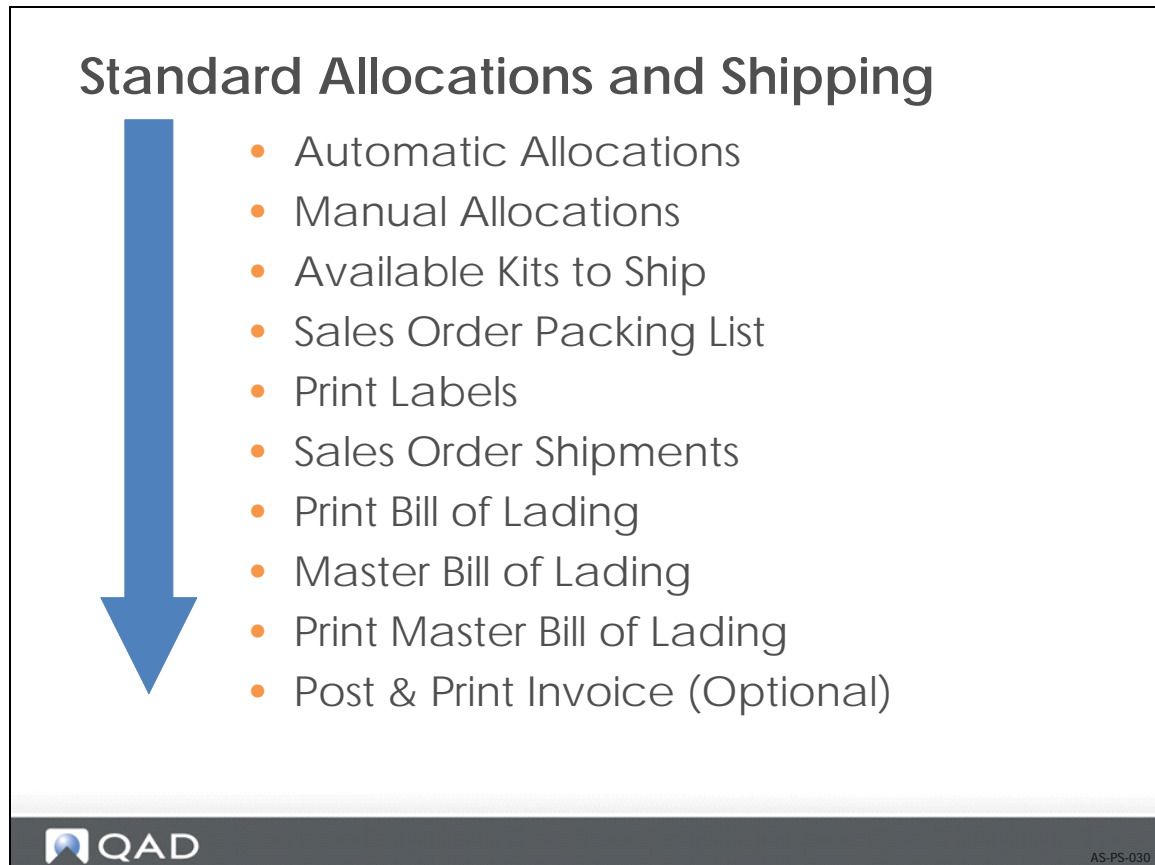 Standard Allocations and Shipping
• Automatic Allocations
• Manual Allocations
• Available Kits to Ship
• Sales Order Packing List
• Print Labels
• Sales Order Shipments
• Print Bill of Lading
• Master Bill of Lading
• Print Master Bill of Lading
• Post & Print Invoice (Optional)
QAD
AS-PS-030